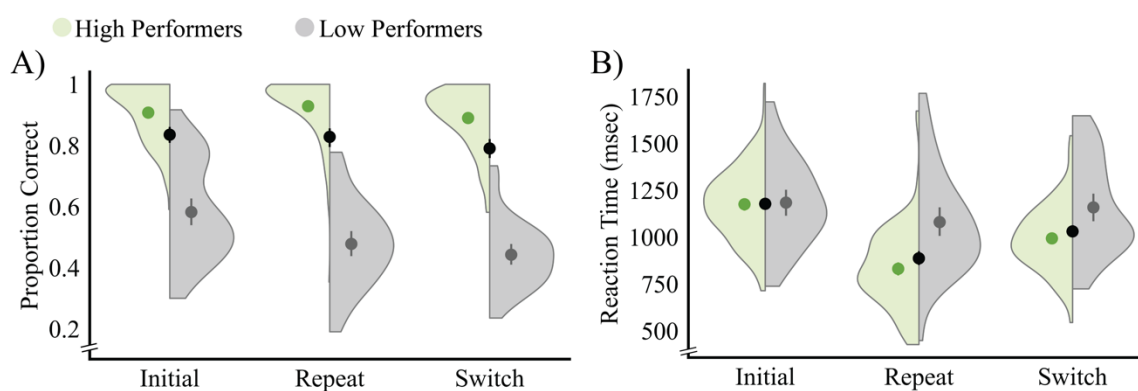 High Performers
Low Performers
A)
Proportion Correct
1
0.8
0.6
0.4
0.2
Initial
Repeat
Switch
B)
Reaction Time (msec)
1750
1500
1250
1000
750
500
Initial
Repeat
Switch